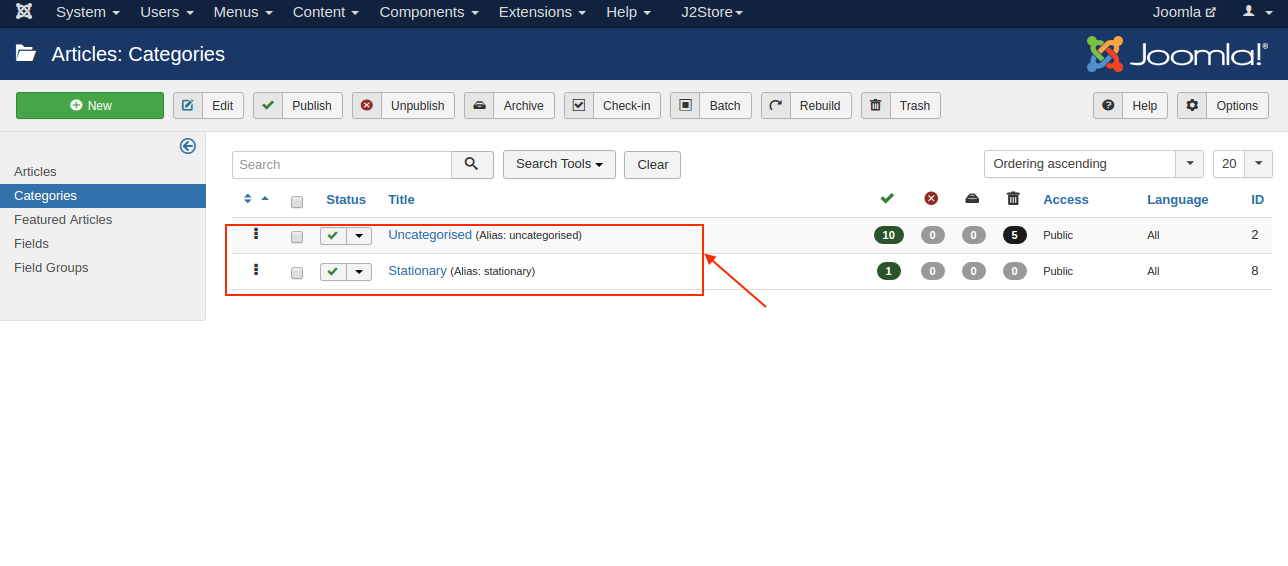 System Users Menus Content Components Extensions Help J2Store Joomla
Articles: Categories Joomla!®
New Edit Publish Unpublish Archive Check-in Batch Rebuild Trash Help Options
Search Search Tools Clear Ordering ascending 20
Articles
Categories
Featured Articles
Fields
Field Groups
Status Title Access Language ID
Uncategorised (Alias: uncategorised) 10 0 0 5 Public All 2
Stationary (Alias: stationary) 1 0 0 0 Public All 8